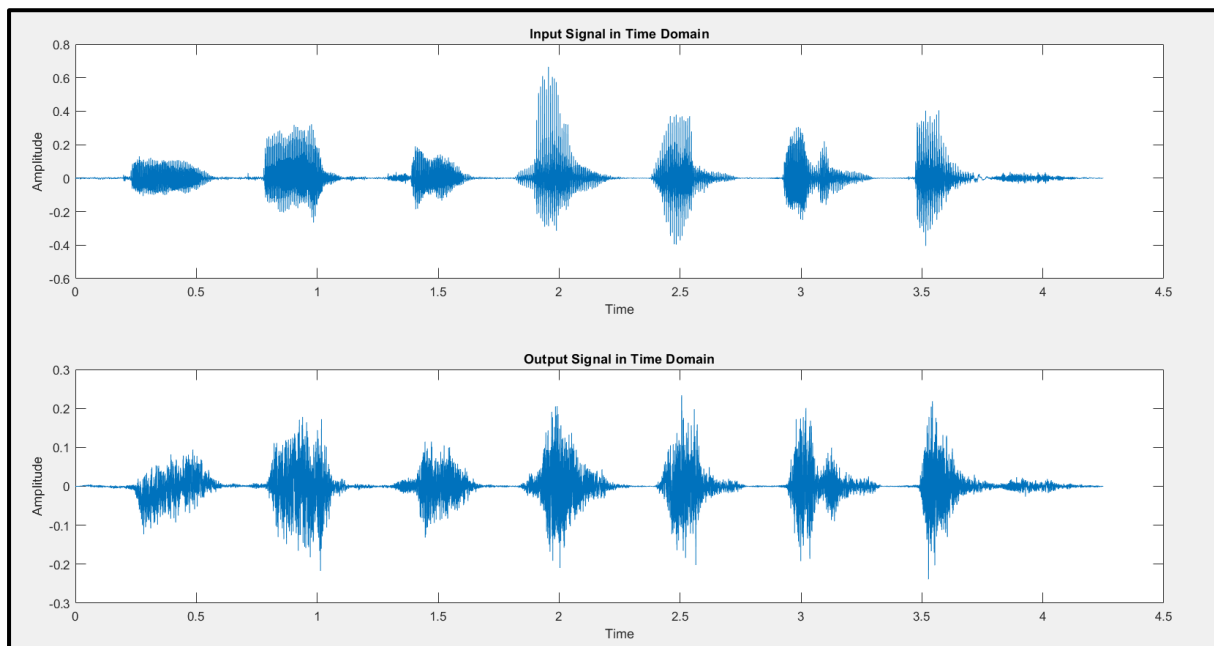 Input Signal in Time Domain
0.8
0.6
0.4
0.2
0
-0.2
-0.4
-0.6
Amplitude
0 0.5 1 1.5 2 2.5 3 3.5 4 4.5
Time
Output Signal in Time Domain
0.3
0.2
0.1
0
-0.1
-0.2
-0.3
Amplitude
0 0.5 1 1.5 2 2.5 3 3.5 4 4.5
Time